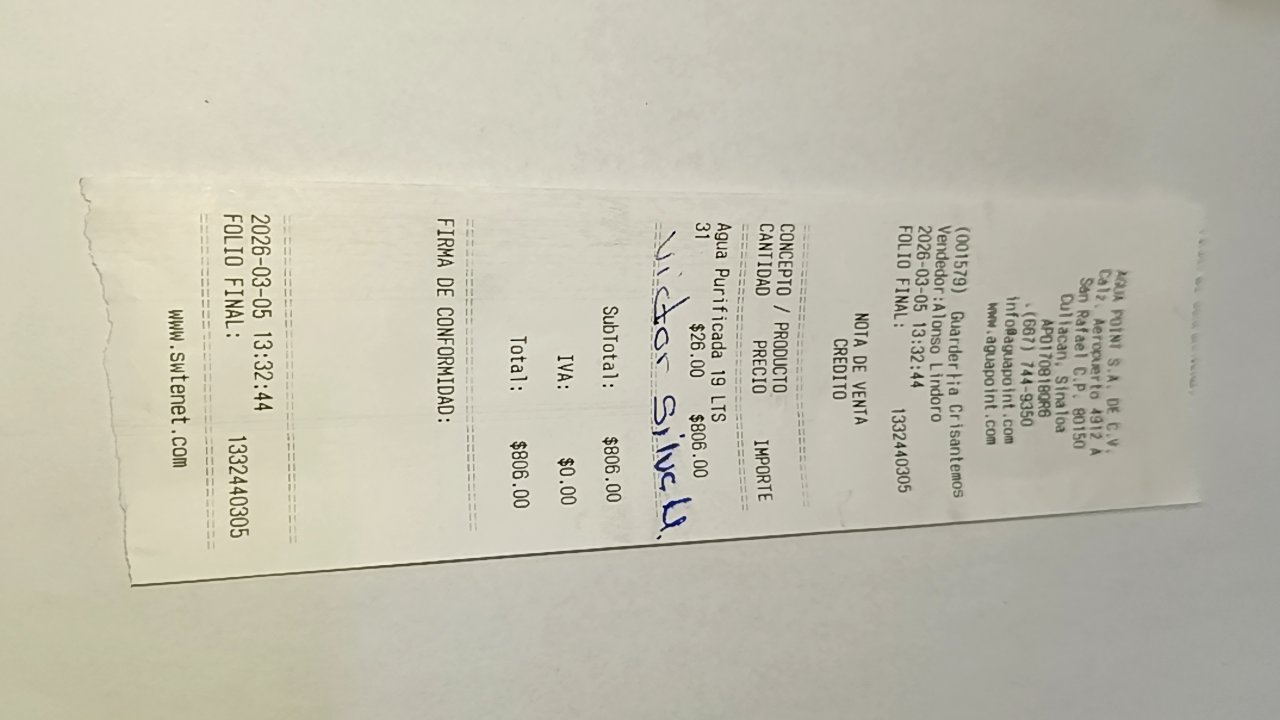 AGUA POINT S.A. DE C.V.
Calz. Aeropuerto 4912 A
San Rafael C.P. 80150
Culiacan, Sinaloa
APO170818QR6
(667) 744-9350
info@aguapoint.com
www.aguapoint.com
(001579) Guarderia Crisantemos
Vendedor:Alonso Lindoro
2026-03-05 13:32:44
FOLIO FINAL: 1332440305
NOTA DE VENTA
CREDITO
CONCEPTO / PRODUCTO
CANTIDAD PRECIO IMPORTE
Agua Purificada 19 LTS
31 $26.00 $806.00
Victor Silva U.
SubTotal: $806.00
IVA: $0.00
Total: $806.00
FIRMA DE CONFORMIDAD:
2026-03-05 13:32:44
FOLIO FINAL: 1332440305
www.swtenet.com